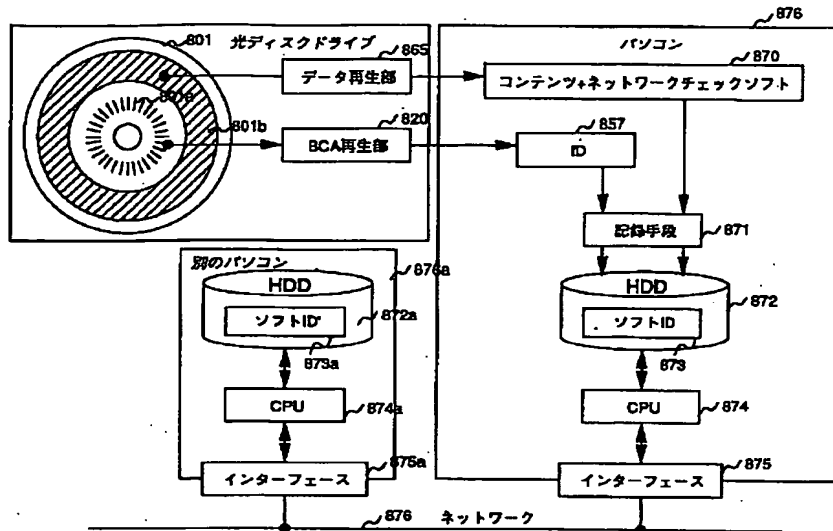 876
801
光ディスクドライブ
865
パソコン
870
データ再生部
コンテンツ+ネットワークチェックソフト
801a
801b
820
857
BCA再生部
ID
記録手段
871
別のパソコン
876a
HDD
HDD
872a
872
ソフトID
ソフトID
873a
873
CPU
874a
CPU
874
インターフェース
875a
インターフェース
875
876
ネットワーク